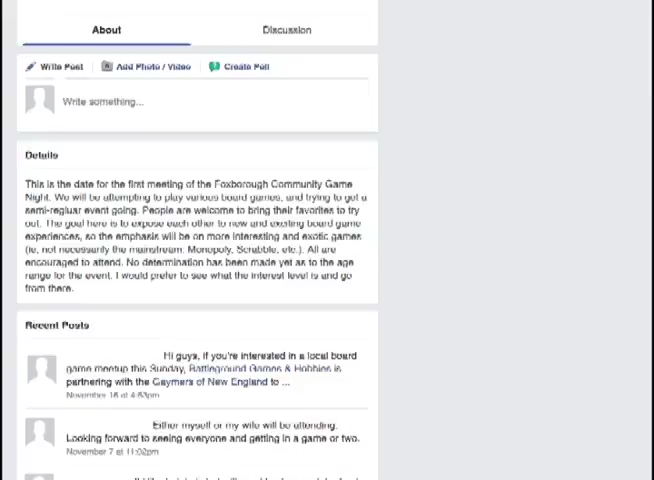 About
Discussion
Write Post
Add Photo / Video
Create Poll
Write something...
Details
This is the date for the first meeting of the Foxborough Community Game
Night. We will be attempting to play various board games, and trying to get a
semi-regluar event going. People are welcome to bring their favorites to try
out. The goal here is to expose each other to new and exciting board game
experiences, so the emphasis will be on more interesting and exotic games
(ie, not necessarily the mainstream: Monopoly, Scrabble, etc.). All are
encouraged to attend. No determination has been made yet as to the age
range for the event. I would prefer to see what the interest level is and go
from there.
Recent Posts
Hi guys, if you're interested in a local board
game meetup this Sunday, Battleground Games & Hobbies is
partnering with the Gaymers of New England to ...
November at
Either myself or my wife will be attending.
Looking forward to seeing everyone and getting in a game or two.
November 7 at 11:02pm